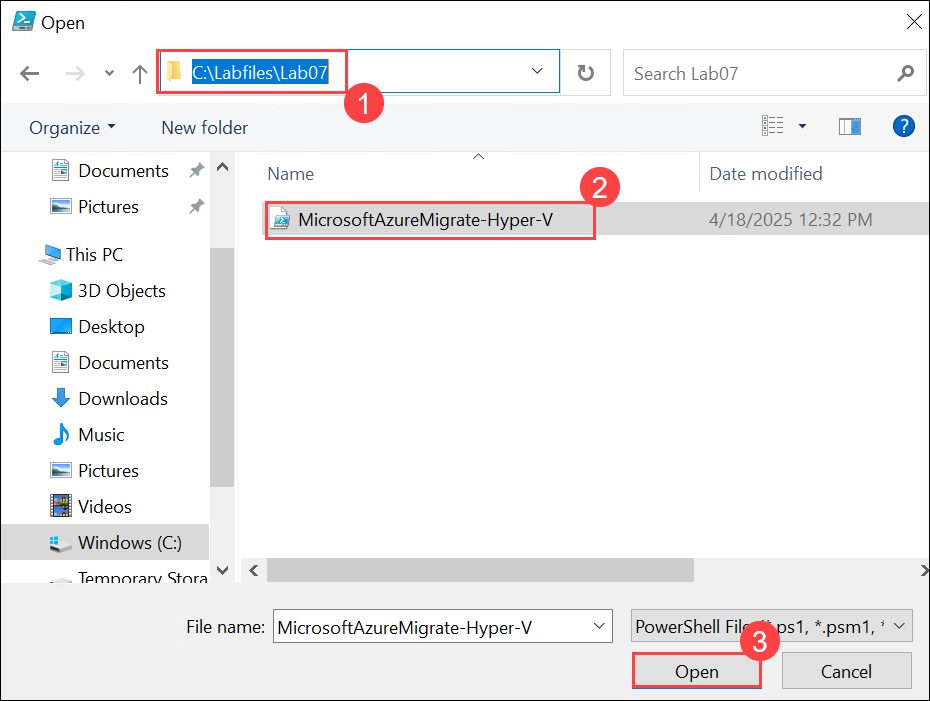 Open
C:\Labfiles\Lab07
Search Lab07
1
Organize
New folder
?
Documents
Pictures
This PC
3D Objects
Desktop
Documents
Downloads
Music
Pictures
Videos
Windows (C:)
Temporary Stora
Name
Date modified
2
MicrosoftAzureMigrate-Hyper-V
4/18/2025 12:32 PM
File name:
MicrosoftAzureMigrate-Hyper-V
PowerShell File .ps1, *.psm1, *
3
Open
Cancel